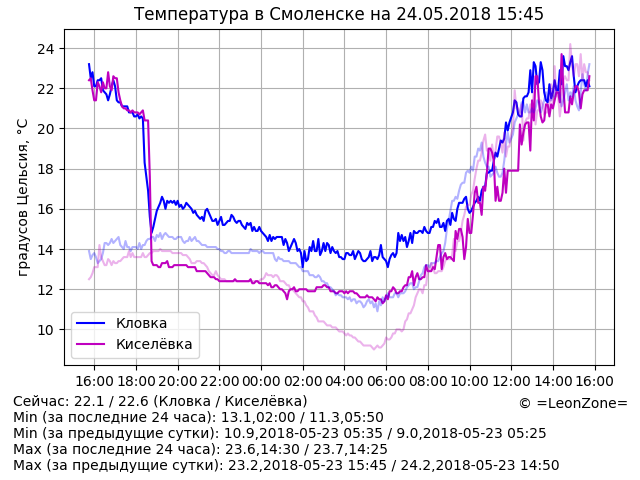 Температура в Смоленске на 24.05.2018 15:45
градусов Цельсия, °C
24
22
20
18
16
14
12
10
Кловка
Киселёвка
16:00 18:00 20:00 22:00 00:00 02:00 04:00 06:00 08:00 10:00 12:00 14:00 16:00
Сейчас: 22.1 / 22.6 (Кловка / Киселёвка)
© =LeonZone=
Min (за последние 24 часа): 13.1,02:00 / 11.3,05:50
Min (за предыдущие сутки): 10.9,2018-05-23 05:35 / 9.0,2018-05-23 05:25
Max (за последние 24 часа): 23.6,14:30 / 23.7,14:25
Max (за предыдущие сутки): 23.2,2018-05-23 15:45 / 24.2,2018-05-23 14:50